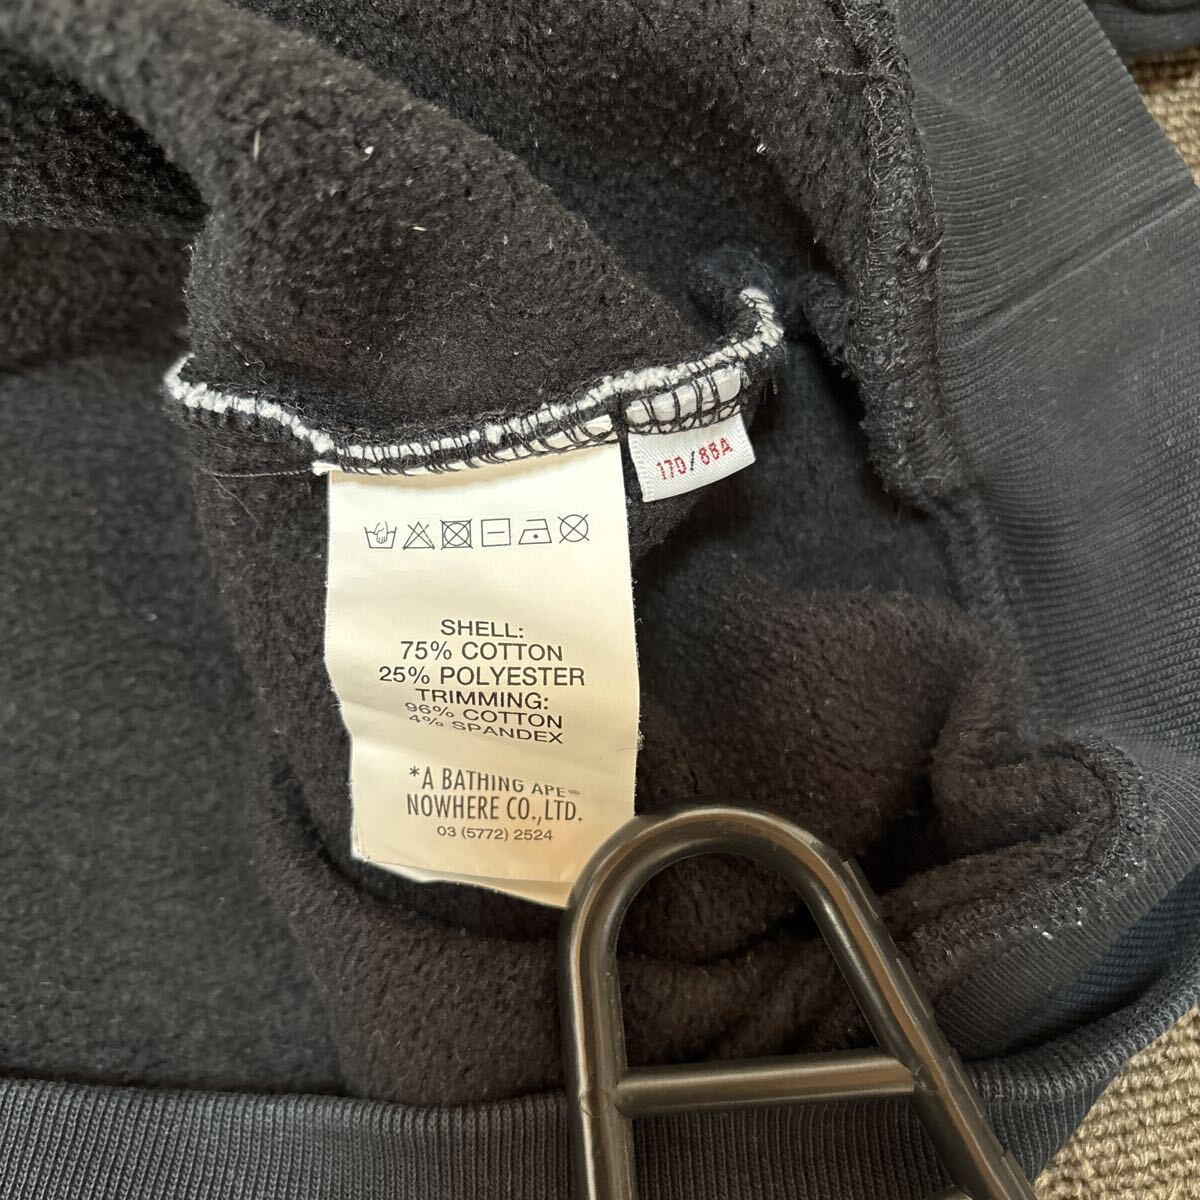 170/88A
SHELL:
75% COTTON
25% POLYESTER
TRIMMING:
96% COTTON
4% SPANDEX
*A BATHING APE®
NOWHERE CO.,LTD.
03 (5772) 2524